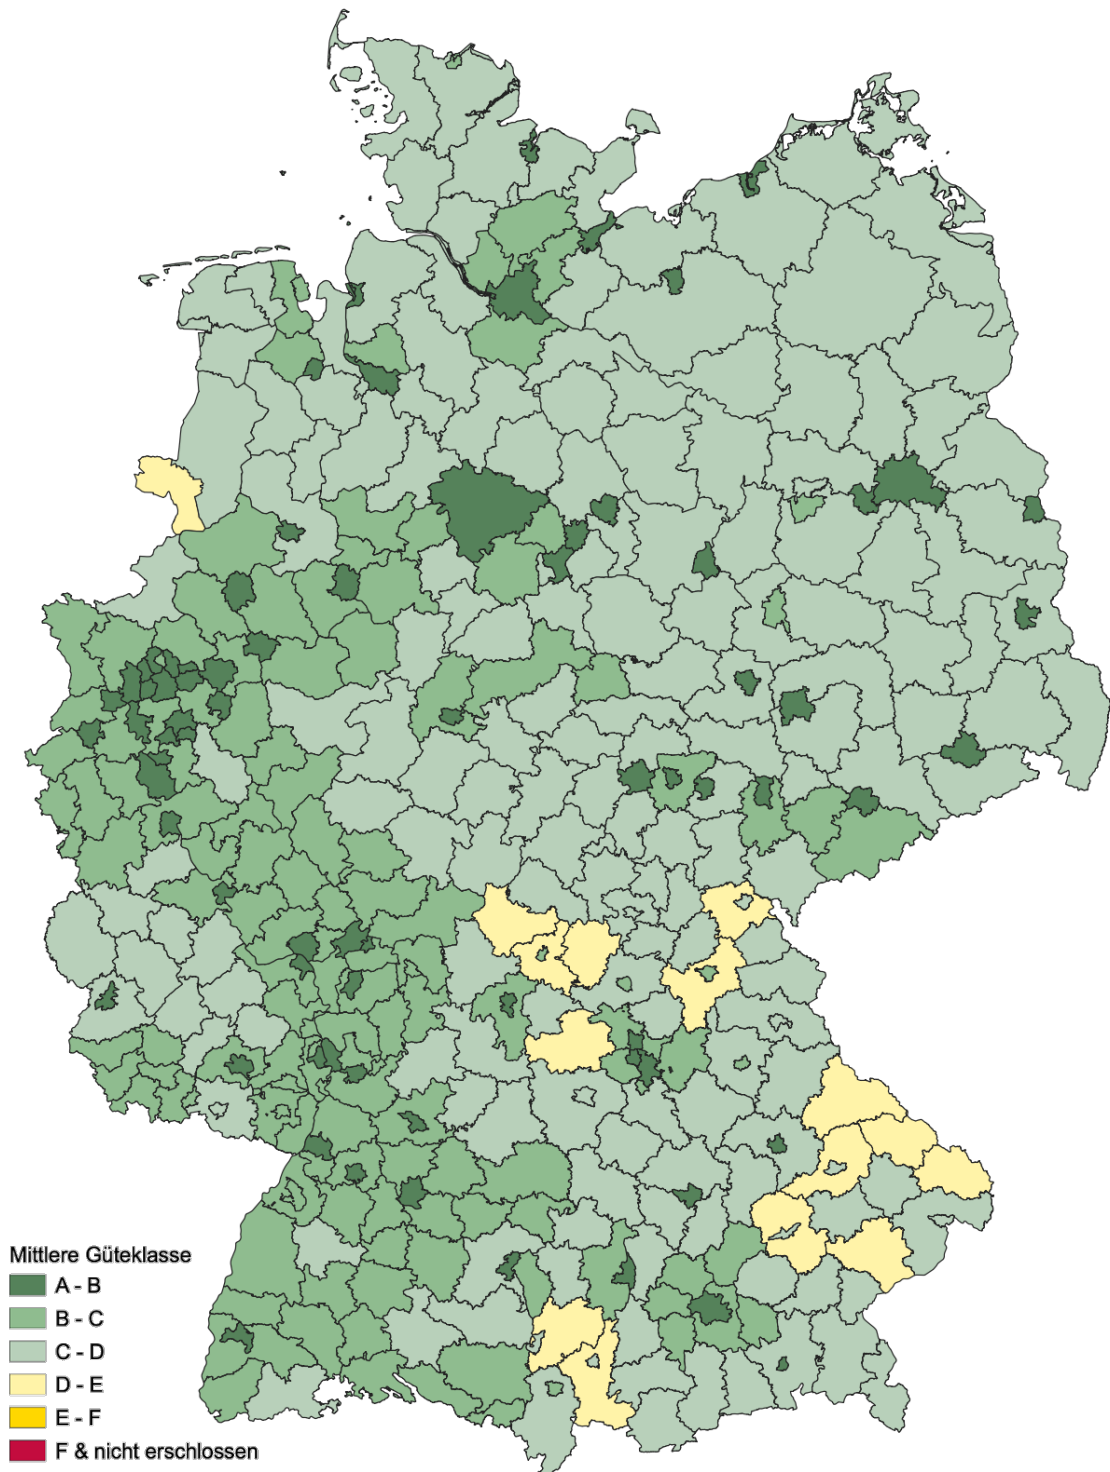 Mittlere Güteklasse
A - B
B - C
C - D
D - E
E - F
F & nicht erschlossen